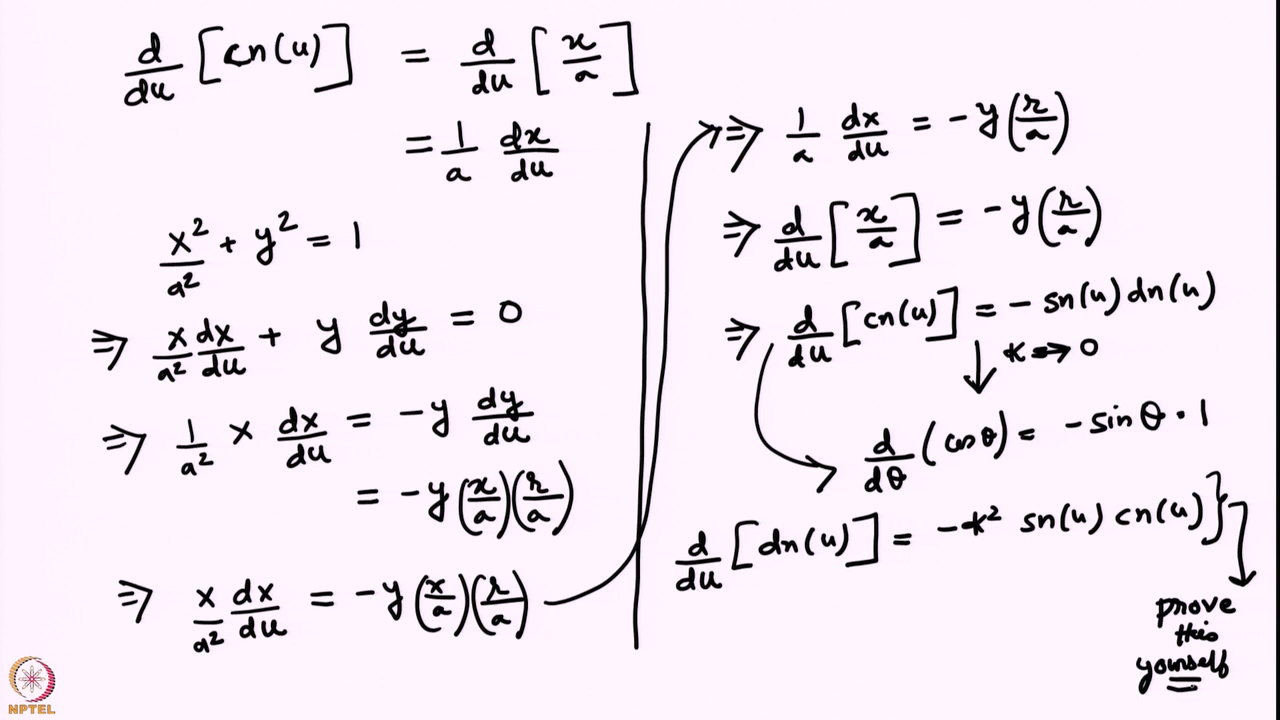 d/du [cn(u)] = d/du [x/a]
= 1/a dx/du
x²/a² + y² = 1
⇒ x/a² dx/du + y dy/du = 0
⇒ 1/a² x dx/du = -y dy/du
= -y (x/a)(r/a)
⇒ x/a² dx/du = -y (x/a)(r/a)
⇒ 1/a dx/du = -y (r/a)
⇒ d/du [x/a] = -y (r/a)
⇒ d/du [cn(u)] = - sn(u) dn(u)
↓ k → 0
d/dθ (cosθ) = - sinθ · 1
d/du [dn(u)] = -k² sn(u) cn(u)}
prove
this
yourself
NPTEL